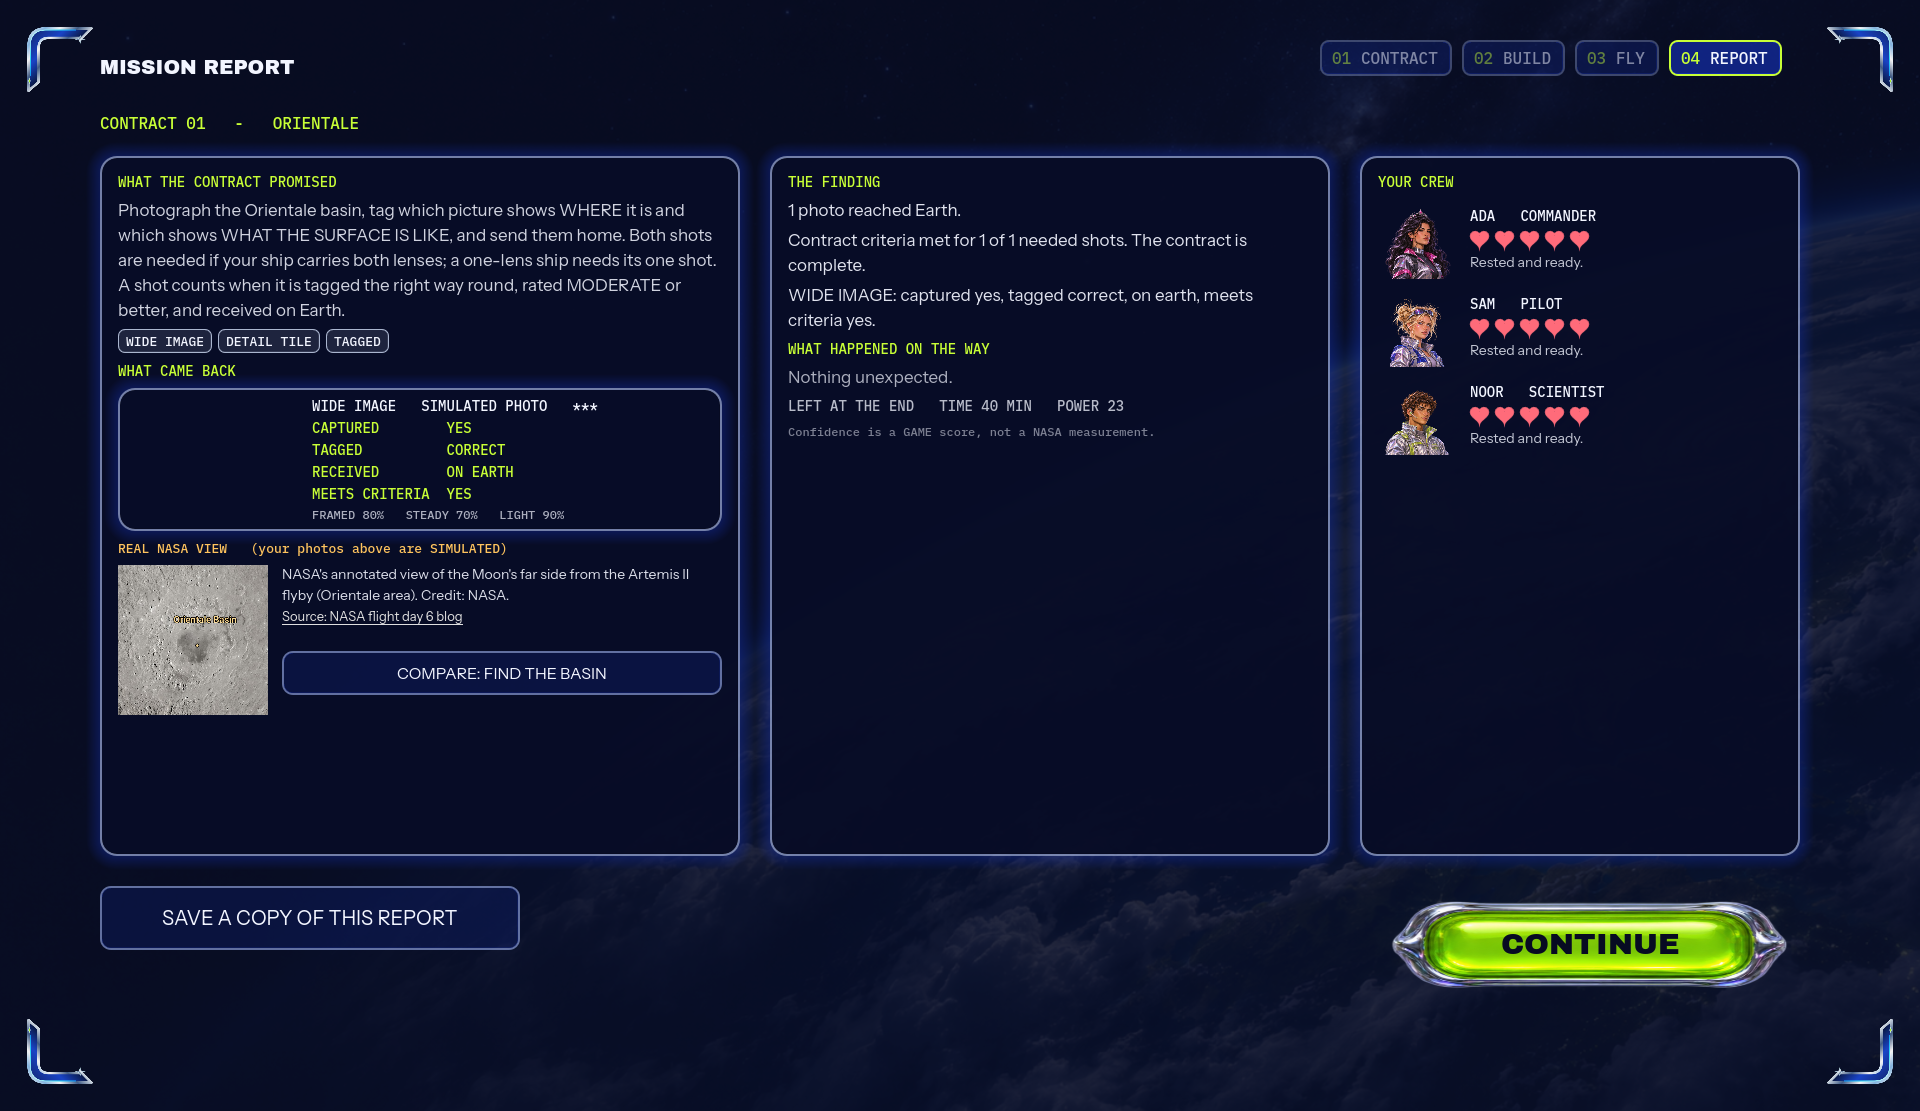 MISSION REPORT
01 CONTRACT
02 BUILD
03 FLY
04 REPORT
CONTRACT 01 - ORIENTALE
WHAT THE CONTRACT PROMISED
Photograph the Orientale basin, tag which picture shows WHERE it is and
which shows WHAT THE SURFACE IS LIKE, and send them home. Both shots
are needed if your ship carries both lenses; a one-lens ship needs its one shot.
A shot counts when it is tagged the right way round, rated MODERATE or
better, and received on Earth.
WIDE IMAGE
DETAIL TILE
TAGGED
WHAT CAME BACK
WIDE IMAGE SIMULATED PHOTO ***
CAPTURED YES
TAGGED CORRECT
RECEIVED ON EARTH
MEETS CRITERIA YES
FRAMED 80% STEADY 70% LIGHT 90%
REAL NASA VIEW (your photos above are SIMULATED)
Orientale Basin
NASA's annotated view of the Moon's far side from the Artemis II
flyby (Orientale area). Credit: NASA.
Source: NASA flight day 6 blog
COMPARE: FIND THE BASIN
THE FINDING
1 photo reached Earth.
Contract criteria met for 1 of 1 needed shots. The contract is
complete.
WIDE IMAGE: captured yes, tagged correct, on earth, meets
criteria yes.
WHAT HAPPENED ON THE WAY
Nothing unexpected.
LEFT AT THE END TIME 40 MIN POWER 23
Confidence is a GAME score, not a NASA measurement.
YOUR CREW
ADA COMMANDER
Rested and ready.
SAM PILOT
Rested and ready.
NOOR SCIENTIST
Rested and ready.
SAVE A COPY OF THIS REPORT
CONTINUE